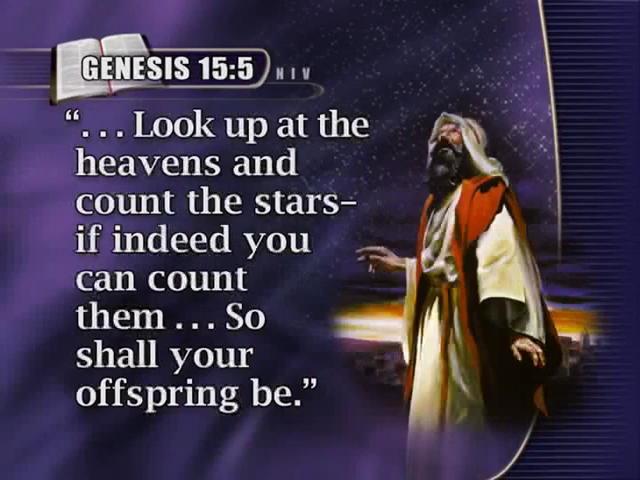 GENESIS 15:5 NIV
“. . . Look up at the
heavens and
count the stars–
if indeed you
can count
them . . . So
shall your
offspring be.”